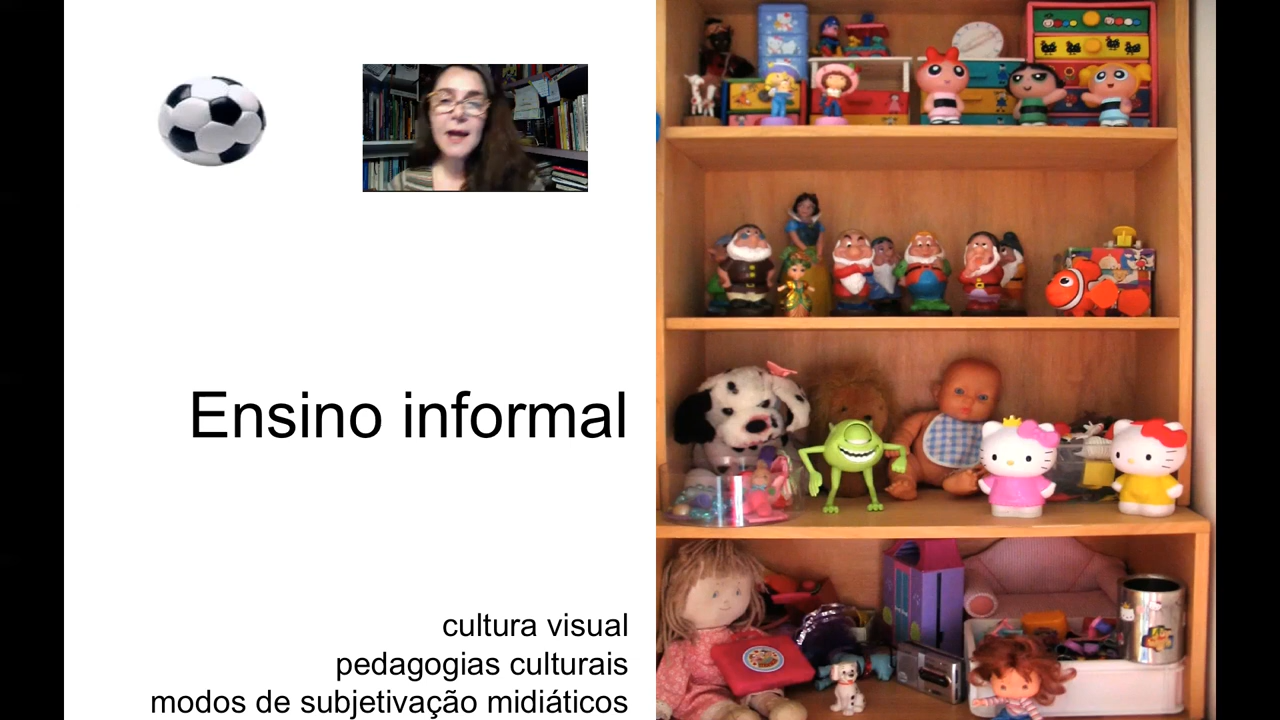 Ensino informal
cultura visual
pedagogias culturais
modos de subjetivação midiáticos